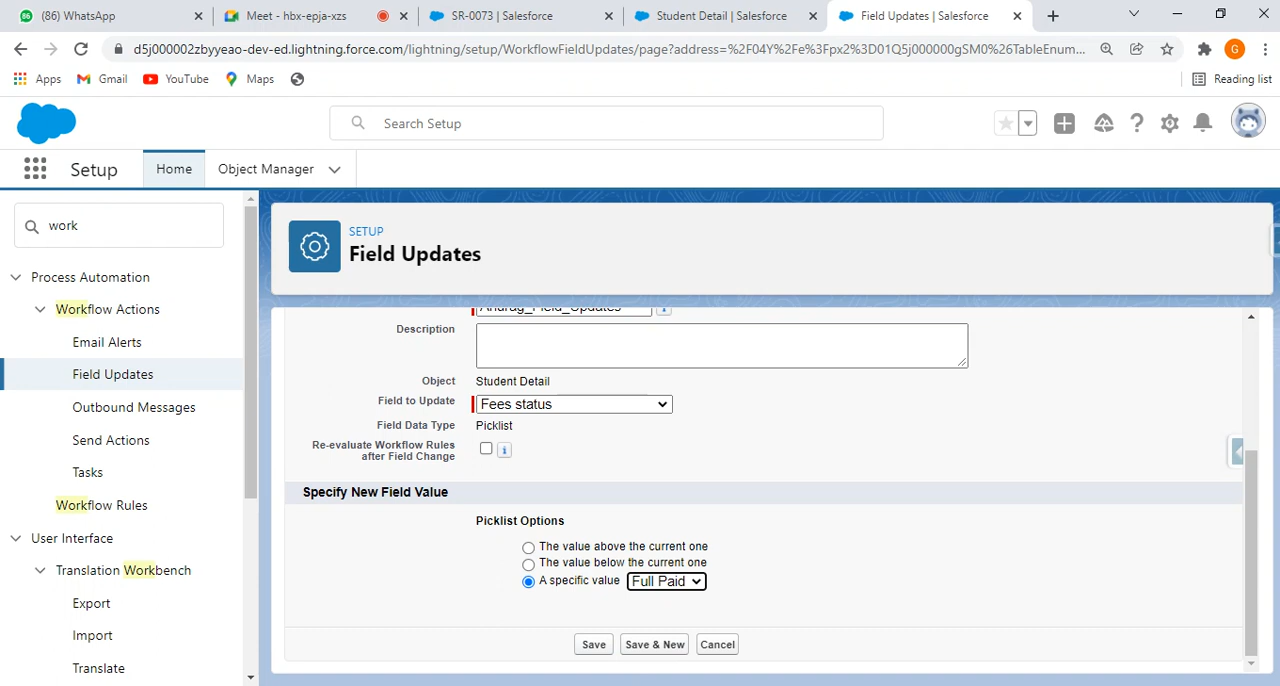 (86) WhatsApp
Meet - hbx-epja-xzs
SR-0073 | Salesforce
Student Detail | Salesforce
Field Updates | Salesforce
d5j000002zbyyeao-dev-ed.lightning.force.com/lightning/setup/WorkflowFieldUpdates/page?address=%2F04Y%2Fe%3Fpx2%3D01Q5j000000gSM0%26TableEnum...
G
Apps
Gmail
YouTube
Maps
Reading list
Search Setup
Setup
Home
Object Manager
work
SETUP
Field Updates
Process Automation
Workflow Actions
Email Alerts
Field Updates
Outbound Messages
Send Actions
Tasks
Workflow Rules
User Interface
Translation Workbench
Export
Import
Translate
Description
Object Student Detail
Field to Update Fees status
Field Data Type Picklist
Re-evaluate Workflow Rules
after Field Change
Specify New Field Value
Picklist Options
The value above the current one
The value below the current one
A specific value Full Paid
Save Save & New Cancel